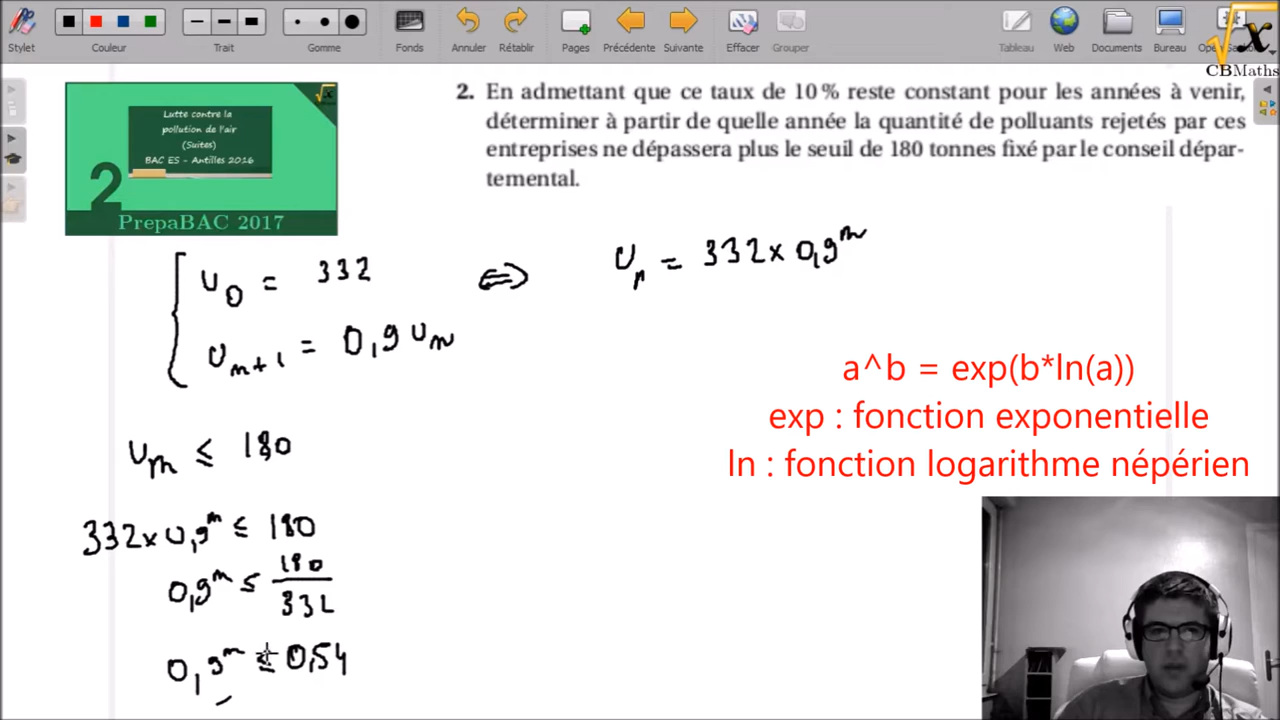 Stylet Couleur Trait Gomme Fonds Annuler Rétablir Pages Précédente Suivante Effacer Grouper Tableau Web Documents Bureau
√x
CBMaths
Lutte contre la
pollution de l'air
(Suites)
BAC ES - Antilles 2016
2
PrepaBAC 2017
2. En admettant que ce taux de 10 % reste constant pour les années à venir,
déterminer à partir de quelle année la quantité de polluants rejetés par ces
entreprises ne dépassera plus le seuil de 180 tonnes fixé par le conseil dépar-
temental.
U0 = 332 ⇔ Un = 332 × 0,9^n
Un+1 = 0,9 Un
a^b = exp(b*ln(a))
exp : fonction exponentielle
ln : fonction logarithme népérien
Un ≤ 180
332 × 0,9^n ≤ 180
0,9^n ≤ 180/332
0,9^n ≤ 0,54